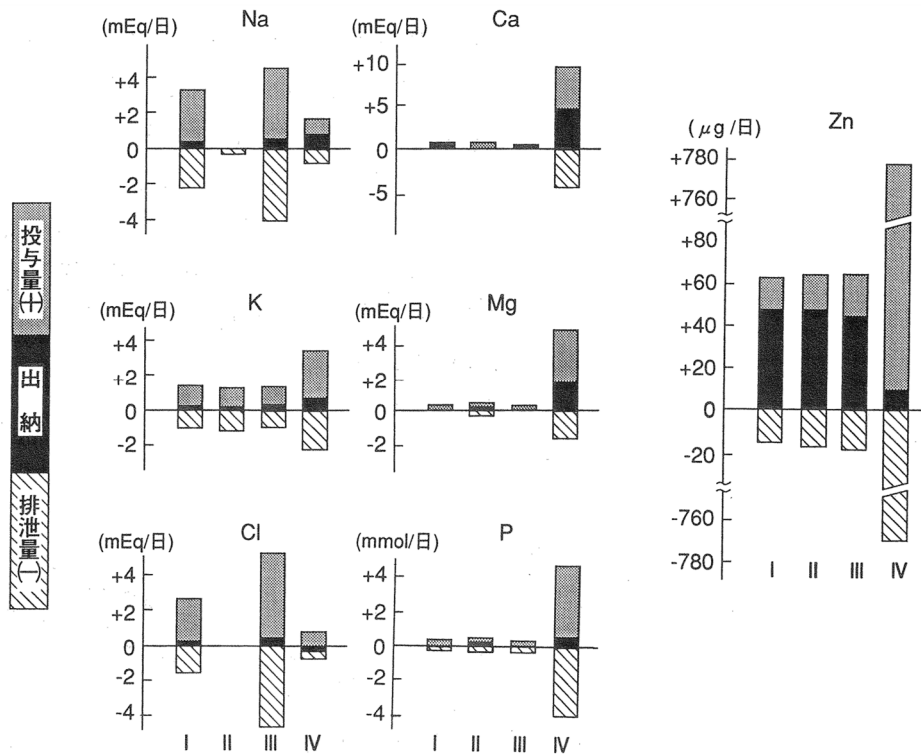 投与量(+)
出納
排泄量(−)
(mEq/日)
Na
+4
+2
0
-2
-4
(mEq/日)
Ca
+10
+5
0
-5
(mEq/日)
K
+4
+2
0
-2
(mEq/日)
Mg
+4
+2
0
-2
(mEq/日)
Cl
+4
+2
0
-2
-4
I II III IV
(mmol/日)
P
+4
+2
0
-2
-4
I II III IV
(μg/日)
Zn
+780
+760
+80
+60
+40
+20
0
-20
-760
-780
I II III IV